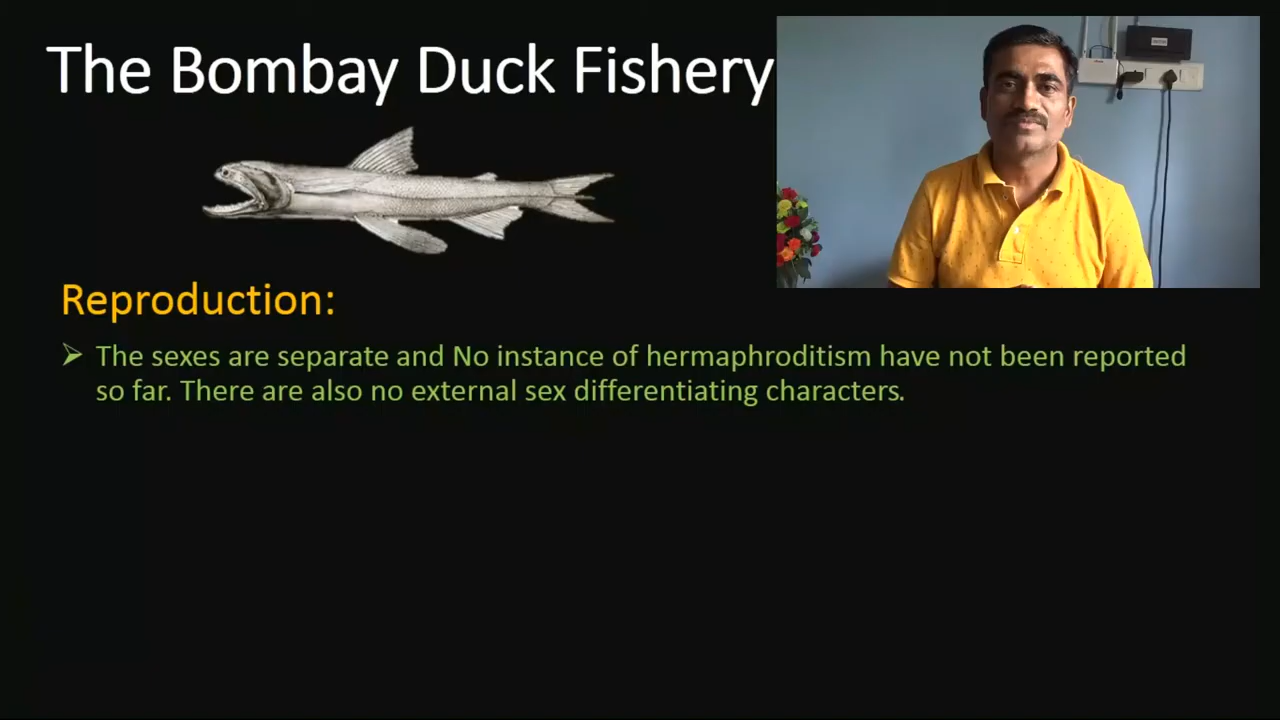 The Bombay Duck Fishery
Reproduction:
➢ The sexes are separate and No instance of hermaphroditism have not been reported
so far. There are also no external sex differentiating characters.